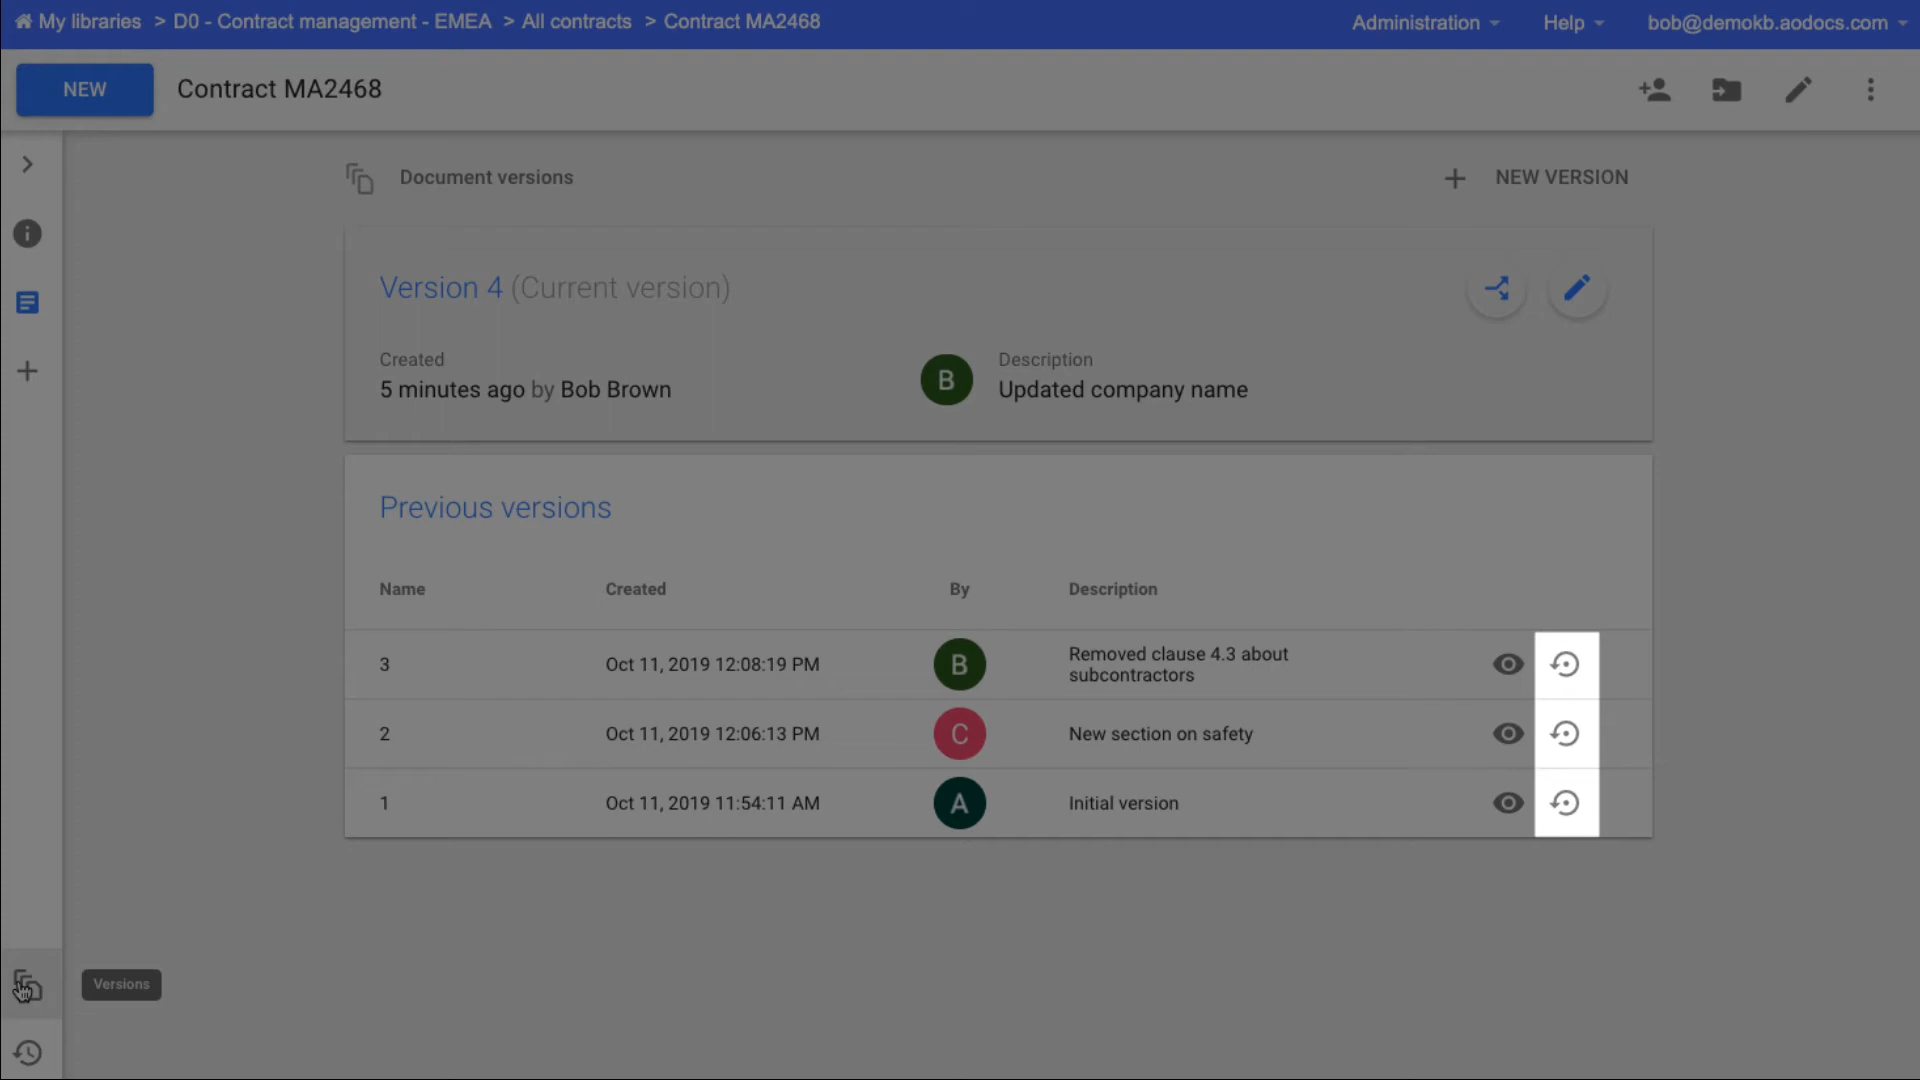 My libraries > D0 - Contract management - EMEA > All contracts > Contract MA2468
Administration
Help
bob@demokb.aodocs.com
NEW
Contract MA2468
Document versions
NEW VERSION
Version 4 (Current version)
Created
5 minutes ago by Bob Brown
B
Description
Updated company name
Previous versions
Name Created By Description
3 Oct 11, 2019 12:08:19 PM B Removed clause 4.3 about
subcontractors
2 Oct 11, 2019 12:06:13 PM C New section on safety
1 Oct 11, 2019 11:54:11 AM A Initial version
Versions